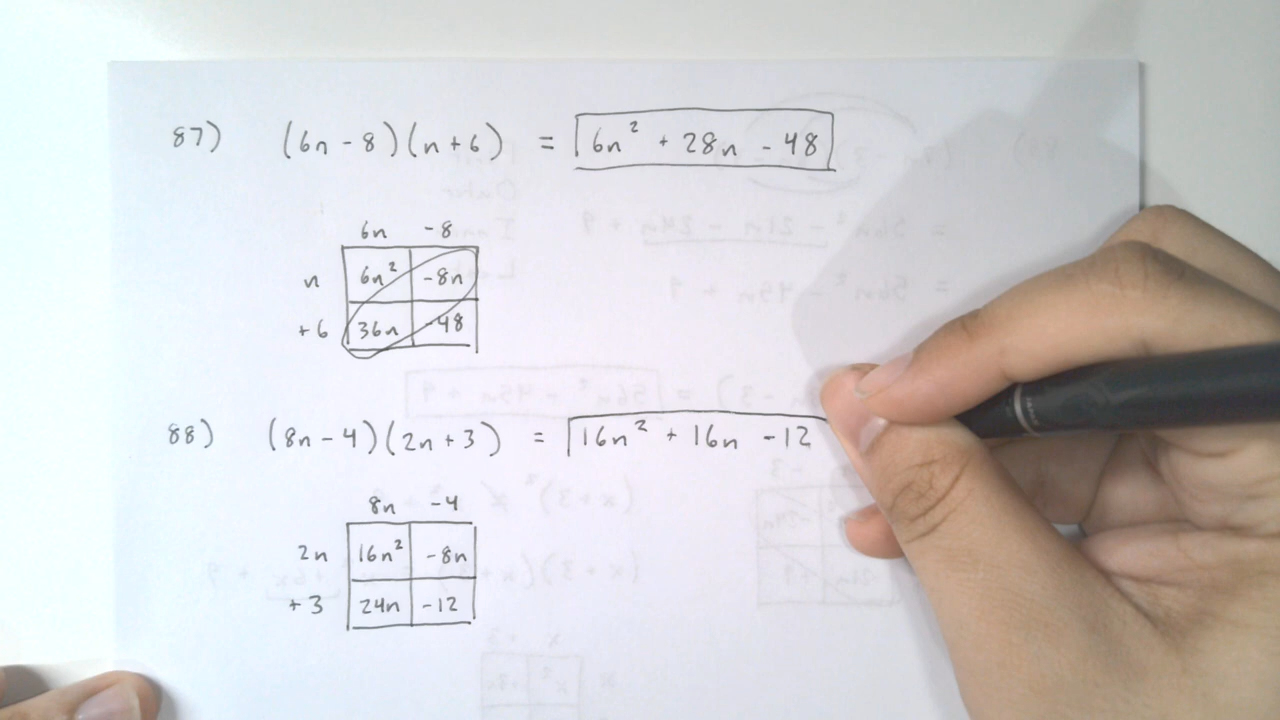 87) (6n - 8)(n + 6) = 6n² + 28n - 48
6n -8
n 6n² -8n
+6 36n -48
88) (8n - 4)(2n + 3) = 16n² + 16n - 12
8n -4
2n 16n² -8n
+3 24n -12